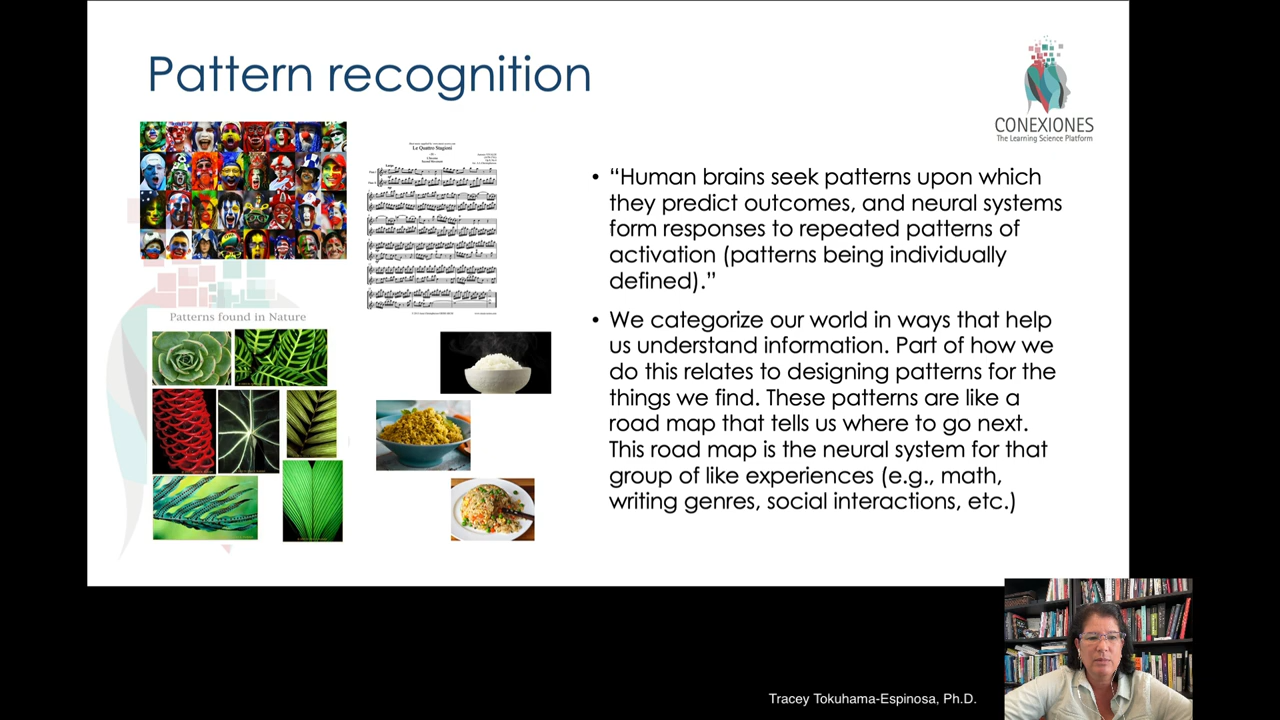 Pattern recognition
CONEXIONES
The Learning Science Platform
Le Quattro Stagioni
Patterns found in Nature
• “Human brains seek patterns upon which
they predict outcomes, and neural systems
form responses to repeated patterns of
activation (patterns being individually
defined).”
• We categorize our world in ways that help
us understand information. Part of how we
do this relates to designing patterns for the
things we find. These patterns are like a
road map that tells us where to go next.
This road map is the neural system for that
group of like experiences (e.g., math,
writing genres, social interactions, etc.)
Tracey Tokuhama-Espinosa, Ph.D.